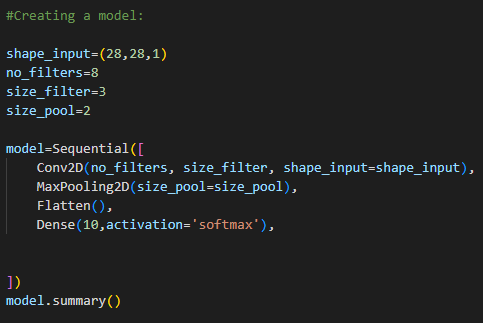 #Creating a model:
shape_input=(28,28,1)
no_filters=8
size_filter=3
size_pool=2
model=Sequential([
Conv2D(no_filters, size_filter, shape_input=shape_input),
MaxPooling2D(size_pool=size_pool),
Flatten(),
Dense(10,activation='softmax'),
])
model.summary()